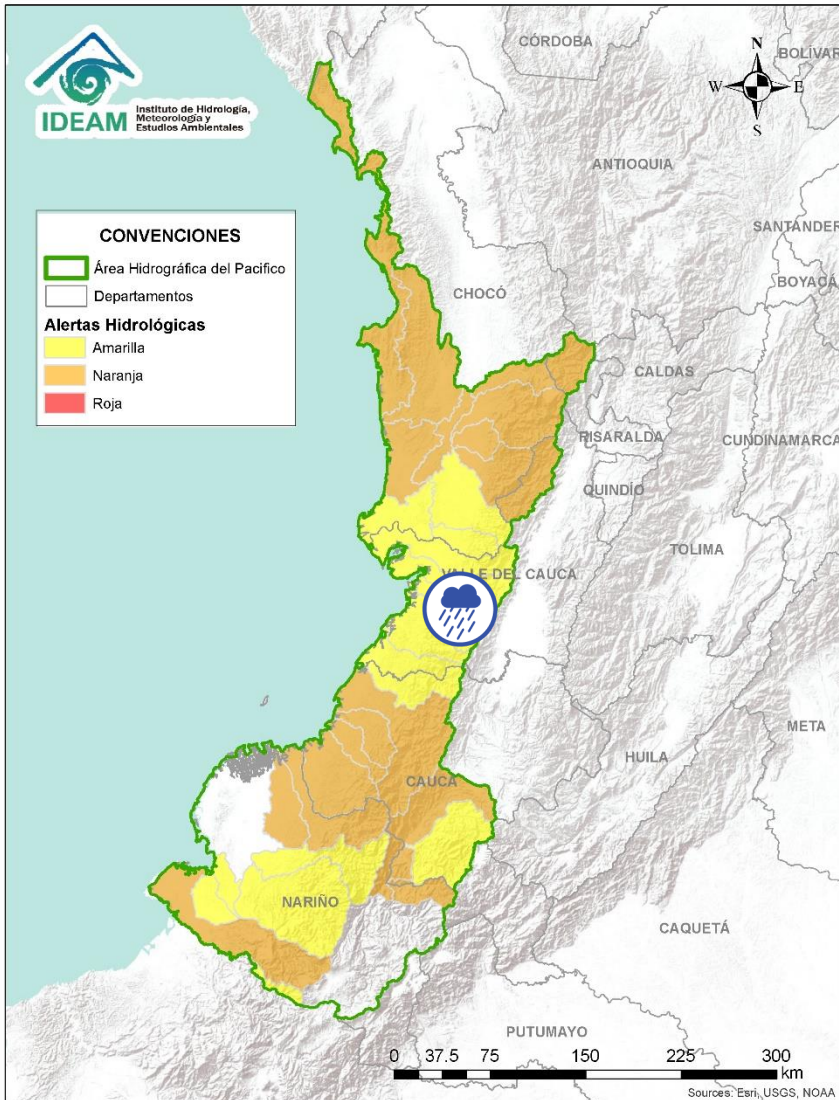 IDEAM
Instituto de Hidrología,
Meteorología y
Estudios Ambientales
N
W E
S
CÓRDOBA
BOLÍVAR
ANTIOQUIA
SANTANDER
BOYACÁ
CONVENCIONES
Área Hidrográfica del Pacifico
Departamentos
Alertas Hidrológicas
Amarilla
Naranja
Roja
CHOCÓ
CALDAS
RISARALDA
CUNDINAMARCA
QUINDÍO
TOLIMA
VALLE DEL CAUCA
META
HUILA
CAUCA
NARIÑO
CAQUETÁ
PUTUMAYO
0 37.5 75 150 225 300
km
Sources: Esri, USGS, NOAA